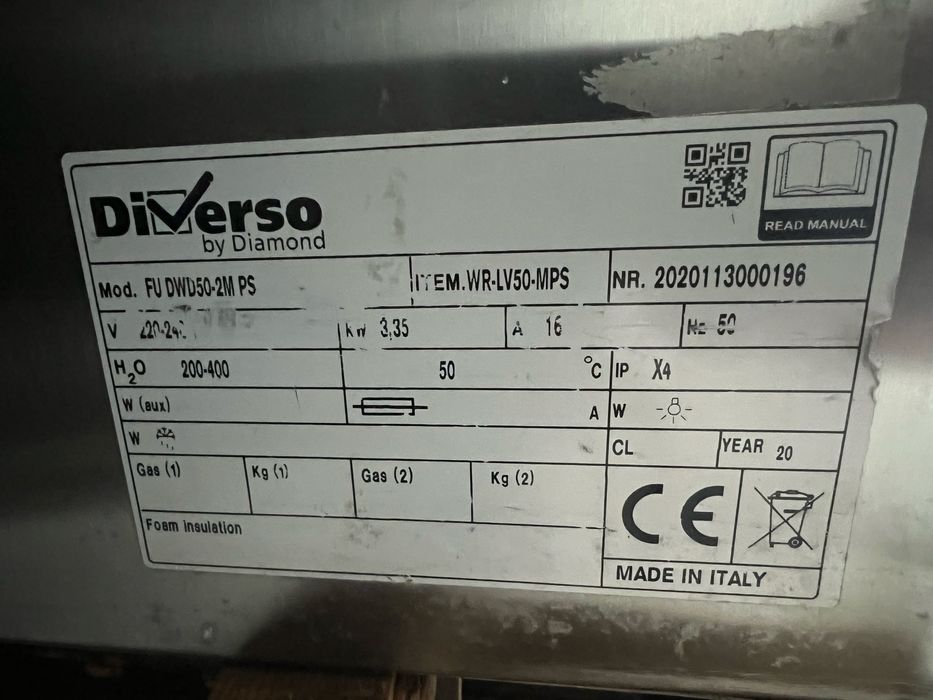 DiVerso
by Diamond
READ MANUAL
Mod. FU DWD50-2M PS ITEM.WR-LV50-MPS NR. 2020113000196
V kW 3,35 A 16 Hz 50
H2O 200-400 50 °C IP X4
W (aux) A W
W CL YEAR 20
Gas (1) Kg (1) Gas (2) Kg (2)
Foam insulation
CE
MADE IN ITALY